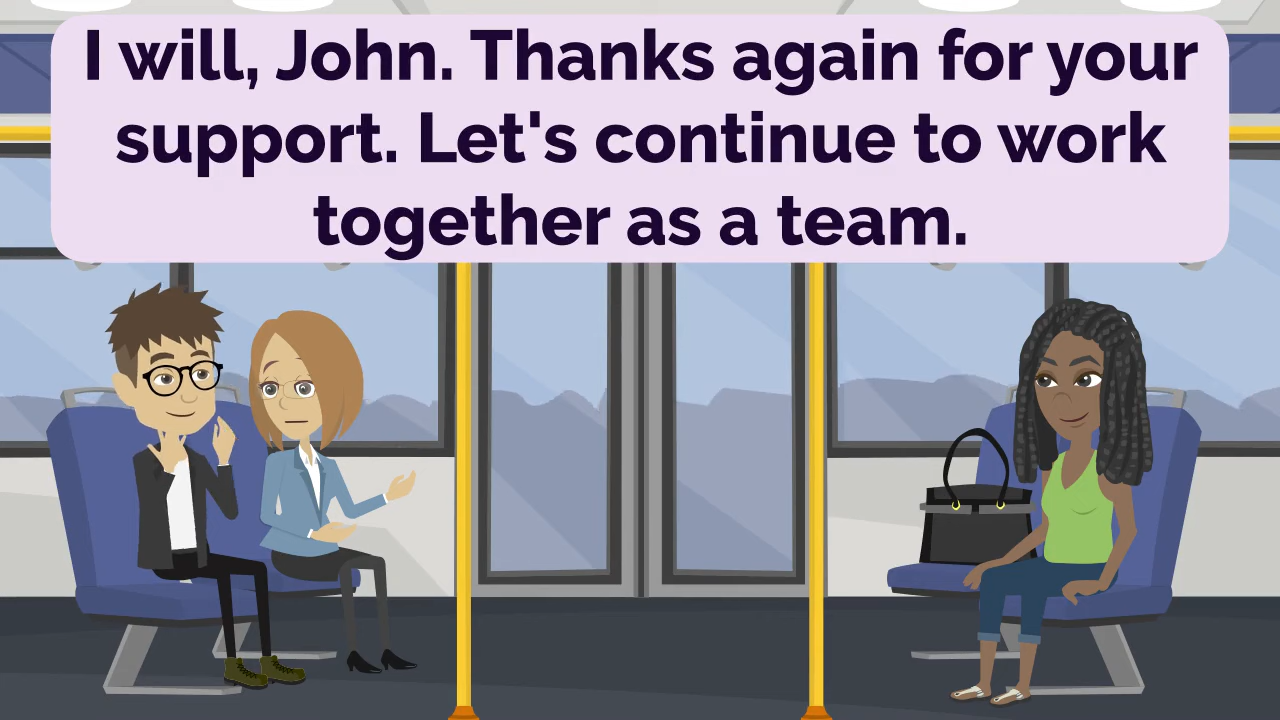 I will, John. Thanks again for your
support. Let's continue to work
together as a team.